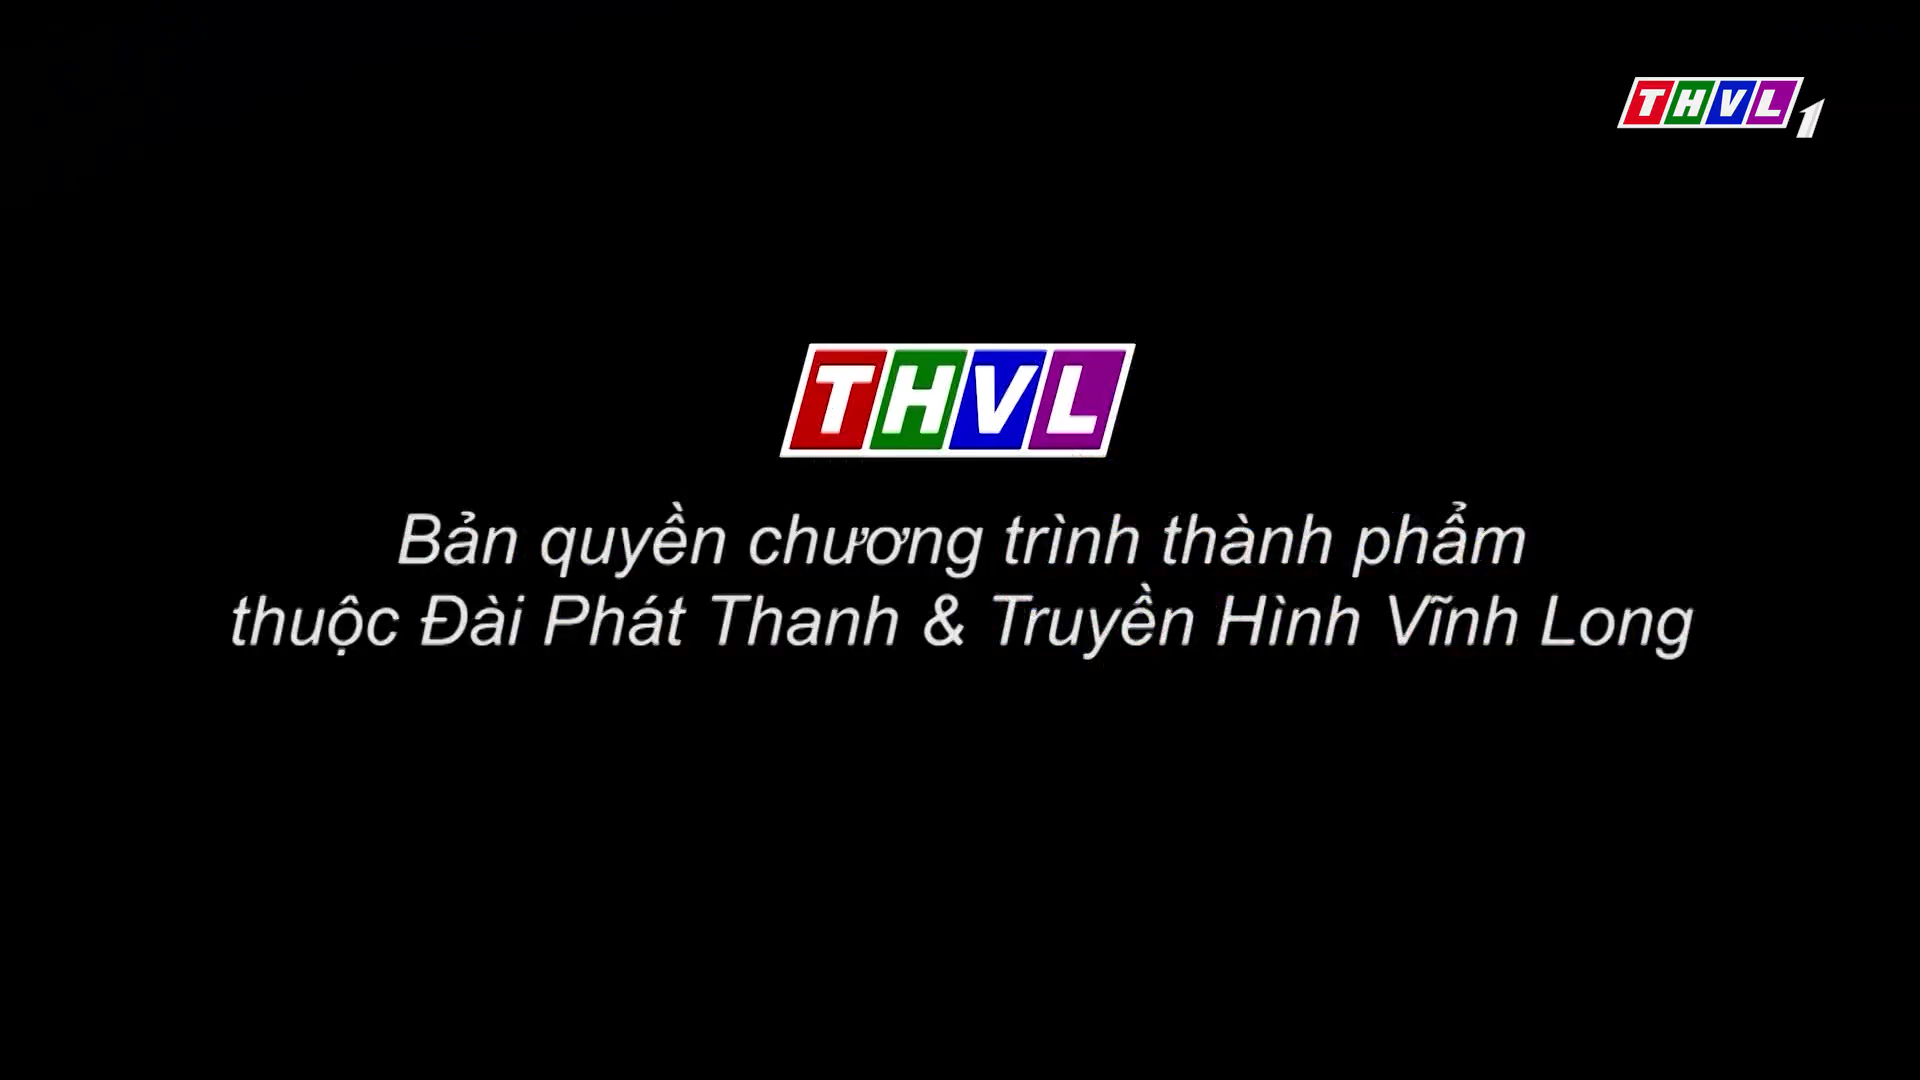 THVL1
THVL
Bản quyền chương trình thành phẩm
thuộc Đài Phát Thanh & Truyền Hình Vĩnh Long